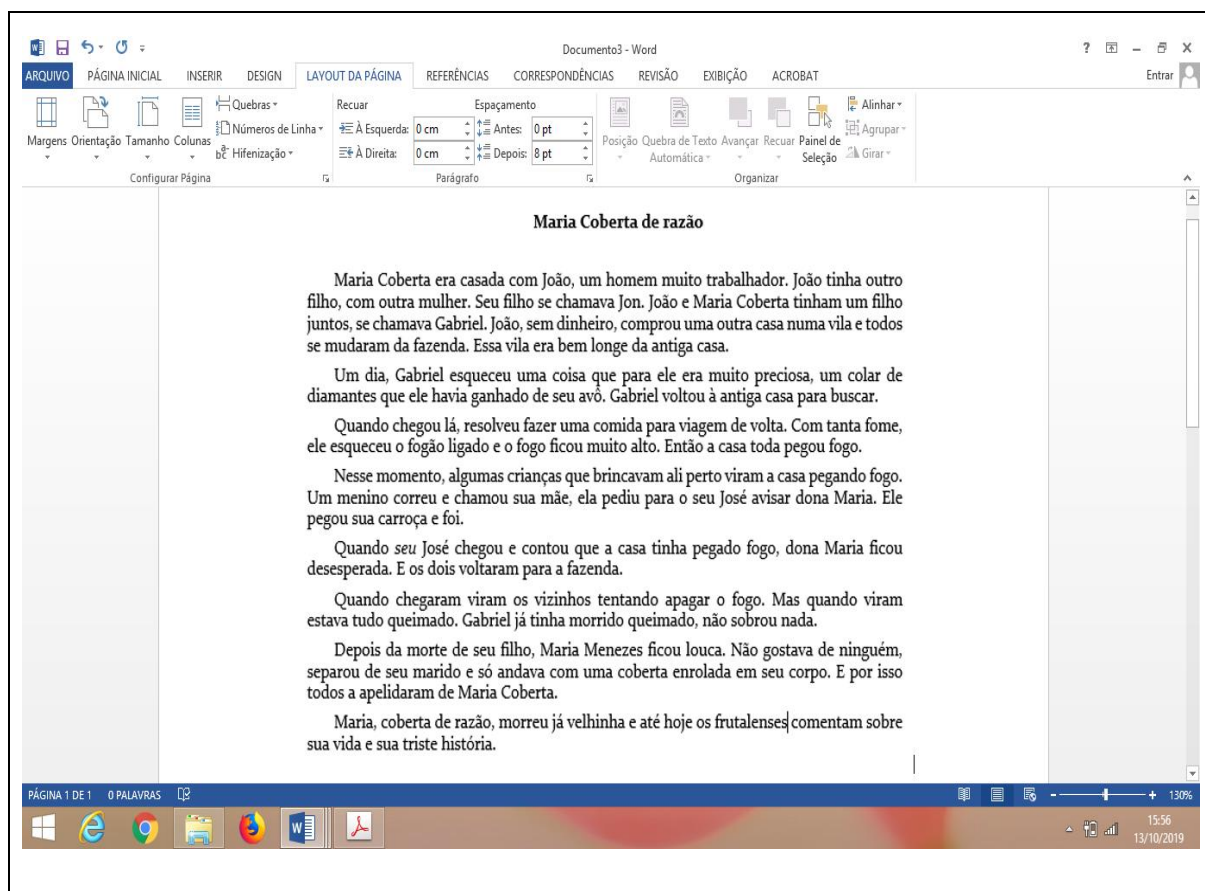 Documento3 - Word
ARQUIVO PÁGINA INICIAL INSERIR DESIGN LAYOUT DA PÁGINA REFERÊNCIAS CORRESPONDÊNCIAS REVISÃO EXIBIÇÃO ACROBAT Entrar
Quebras Recuar Espaçamento Alinhar
Números de Linha À Esquerda: 0 cm Antes: 0 pt Agrupar
Margens Orientação Tamanho Colunas Posição Quebra de Texto Avançar Recuar Painel de
Hifenização À Direita: 0 cm Depois: 8 pt Automática Seleção Girar
Configurar Página Parágrafo Organizar
Maria Coberta de razão
Maria Coberta era casada com João, um homem muito trabalhador. João tinha outro
filho, com outra mulher. Seu filho se chamava Jon. João e Maria Coberta tinham um filho
juntos, se chamava Gabriel. João, sem dinheiro, comprou uma outra casa numa vila e todos
se mudaram da fazenda. Essa vila era bem longe da antiga casa.
Um dia, Gabriel esqueceu uma coisa que para ele era muito preciosa, um colar de
diamantes que ele havia ganhado de seu avô. Gabriel voltou à antiga casa para buscar.
Quando chegou lá, resolveu fazer uma comida para viagem de volta. Com tanta fome,
ele esqueceu o fogão ligado e o fogo ficou muito alto. Então a casa toda pegou fogo.
Nesse momento, algumas crianças que brincavam ali perto viram a casa pegando fogo.
Um menino correu e chamou sua mãe, ela pediu para o seu José avisar dona Maria. Ele
pegou sua carroça e foi.
Quando seu José chegou e contou que a casa tinha pegado fogo, dona Maria ficou
desesperada. E os dois voltaram para a fazenda.
Quando chegaram viram os vizinhos tentando apagar o fogo. Mas quando viram
estava tudo queimado. Gabriel já tinha morrido queimado, não sobrou nada.
Depois da morte de seu filho, Maria Menezes ficou louca. Não gostava de ninguém,
separou de seu marido e só andava com uma coberta enrolada em seu corpo. E por isso
todos a apelidaram de Maria Coberta.
Maria, coberta de razão, morreu já velhinha e até hoje os frutalenses comentam sobre
sua vida e sua triste história.
PÁGINA 1 DE 1 0 PALAVRAS 130%
15:56
13/10/2019